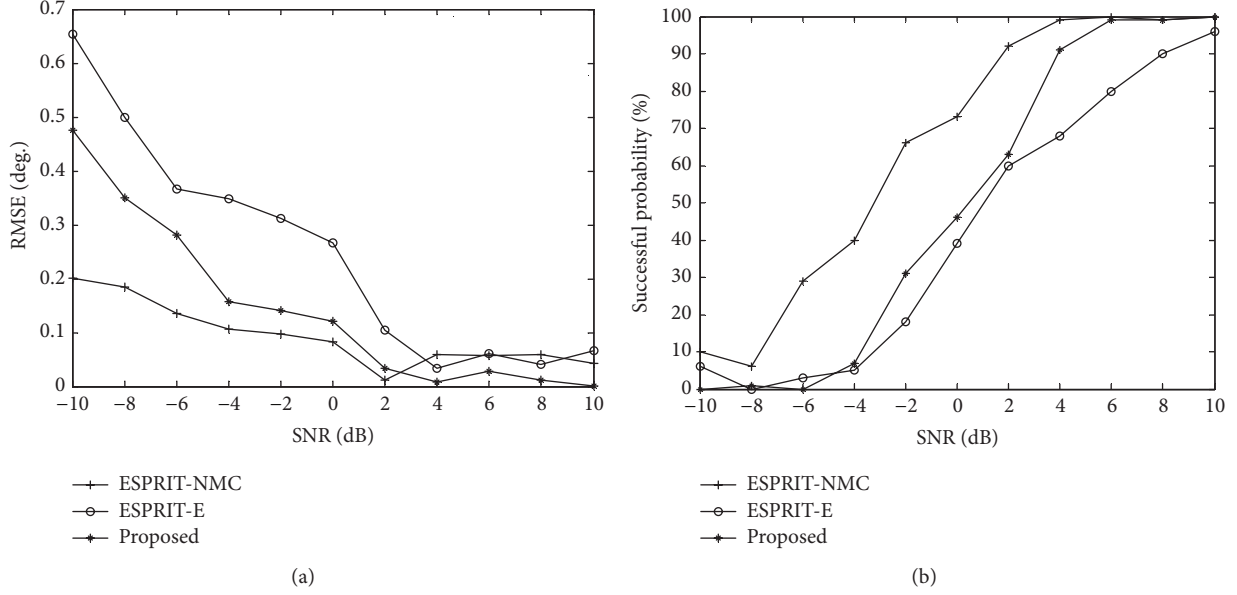 0.7
0.6
0.5
0.4
0.3
0.2
0.1
0
RMSE (deg.)
−10 −8 −6 −4 −2 0 2 4 6 8 10
SNR (dB)
ESPRIT-NMC
ESPRIT-E
Proposed
(a)
100
90
80
70
60
50
40
30
20
10
0
Successful probability (%)
−10 −8 −6 −4 −2 0 2 4 6 8 10
SNR (dB)
ESPRIT-NMC
ESPRIT-E
Proposed
(b)